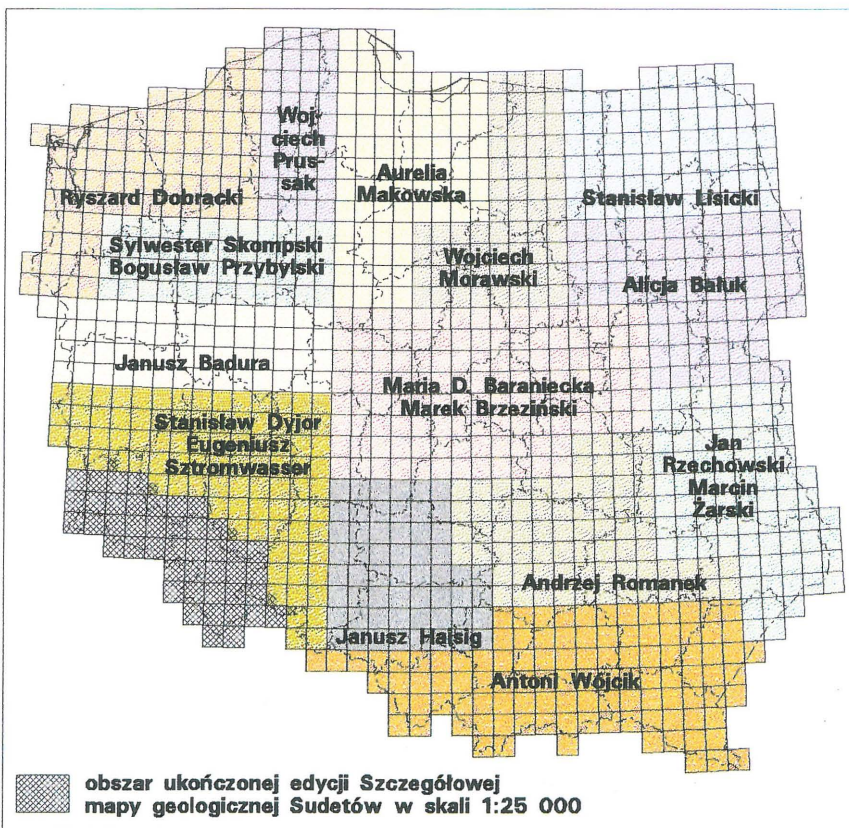 Woj-
ciech
Prus-
sak
Aurelia
Makowska
Ryszard Dobracki
Stanisław Lisicki
Sylwester Skompski
Bogusław Przybylski
Wojciech
Morawski
Alicja Bałuk
Janusz Badura
Maria D. Baraniecka
Marek Brzeziński
Stanisław Dyjor
Eugeniusz
Sztromwasser
Jan
Rzechowski
Marcin
Żarski
Andrzej Romanek
Janusz Haisig
Antoni Wójcik
obszar ukończonej edycji Szczegółowej
mapy geologicznej Sudetów w skali 1:25 000